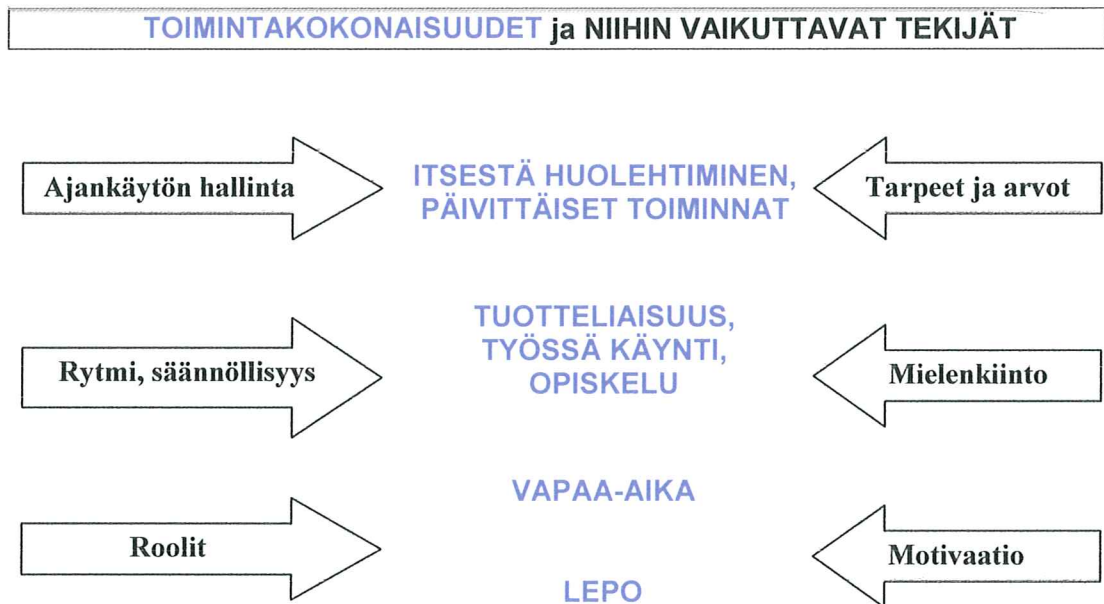 TOIMINTAKOKONAISUUDET ja NIIHIN VAIKUTTAVAT TEKIJÄT
Ajankäytön hallinta
ITSESTÄ HUOLEHTIMINEN,
PÄIVITTÄISET TOIMINNAT
Tarpeet ja arvot
Rytmi, säännöllisyys
TUOTTELIAISUUS,
TYÖSSÄ KÄYNTI,
OPISKELU
Mielenkiinto
Roolit
VAPAA-AIKA
Motivaatio
LEPO